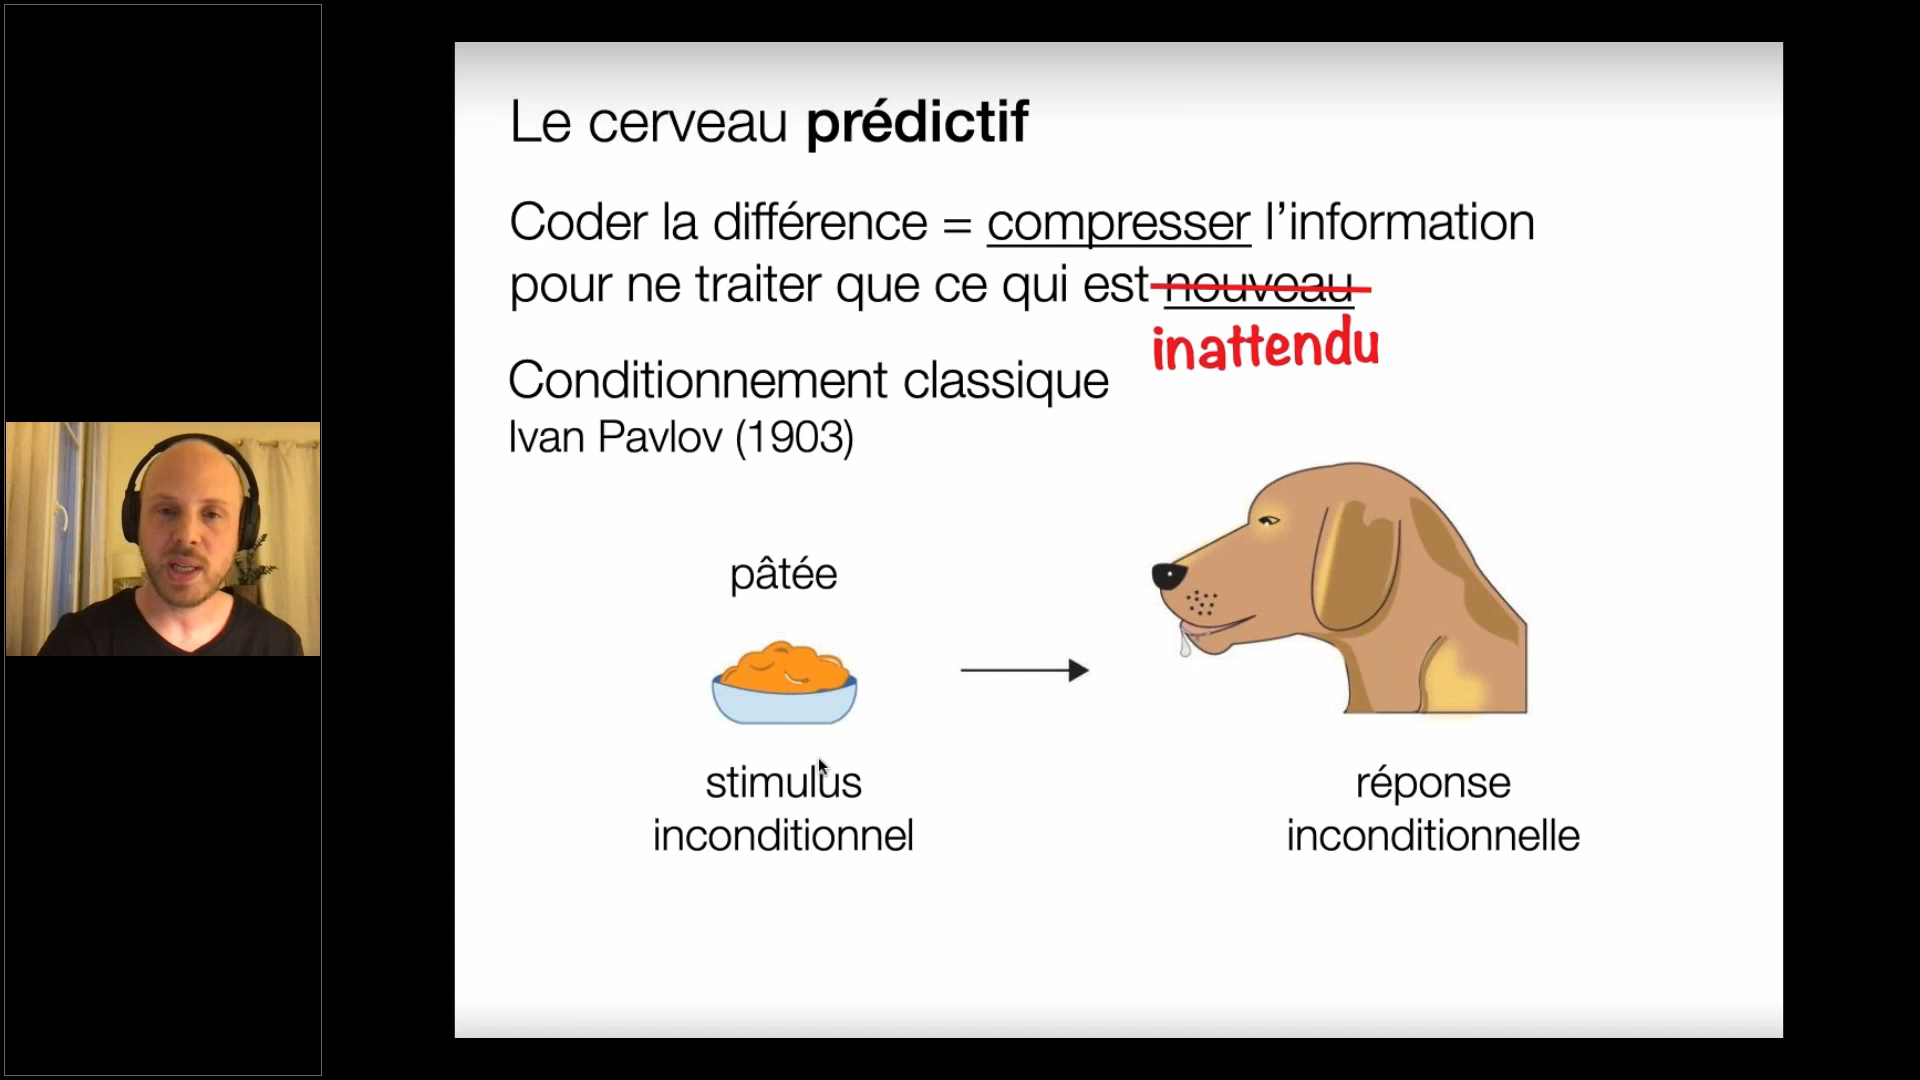 Le cerveau prédictif
Coder la différence = compresser l’information
pour ne traiter que ce qui est nouveau
inattendu
Conditionnement classique
Ivan Pavlov (1903)
pâtée
stimulus
inconditionnel
réponse
inconditionnelle